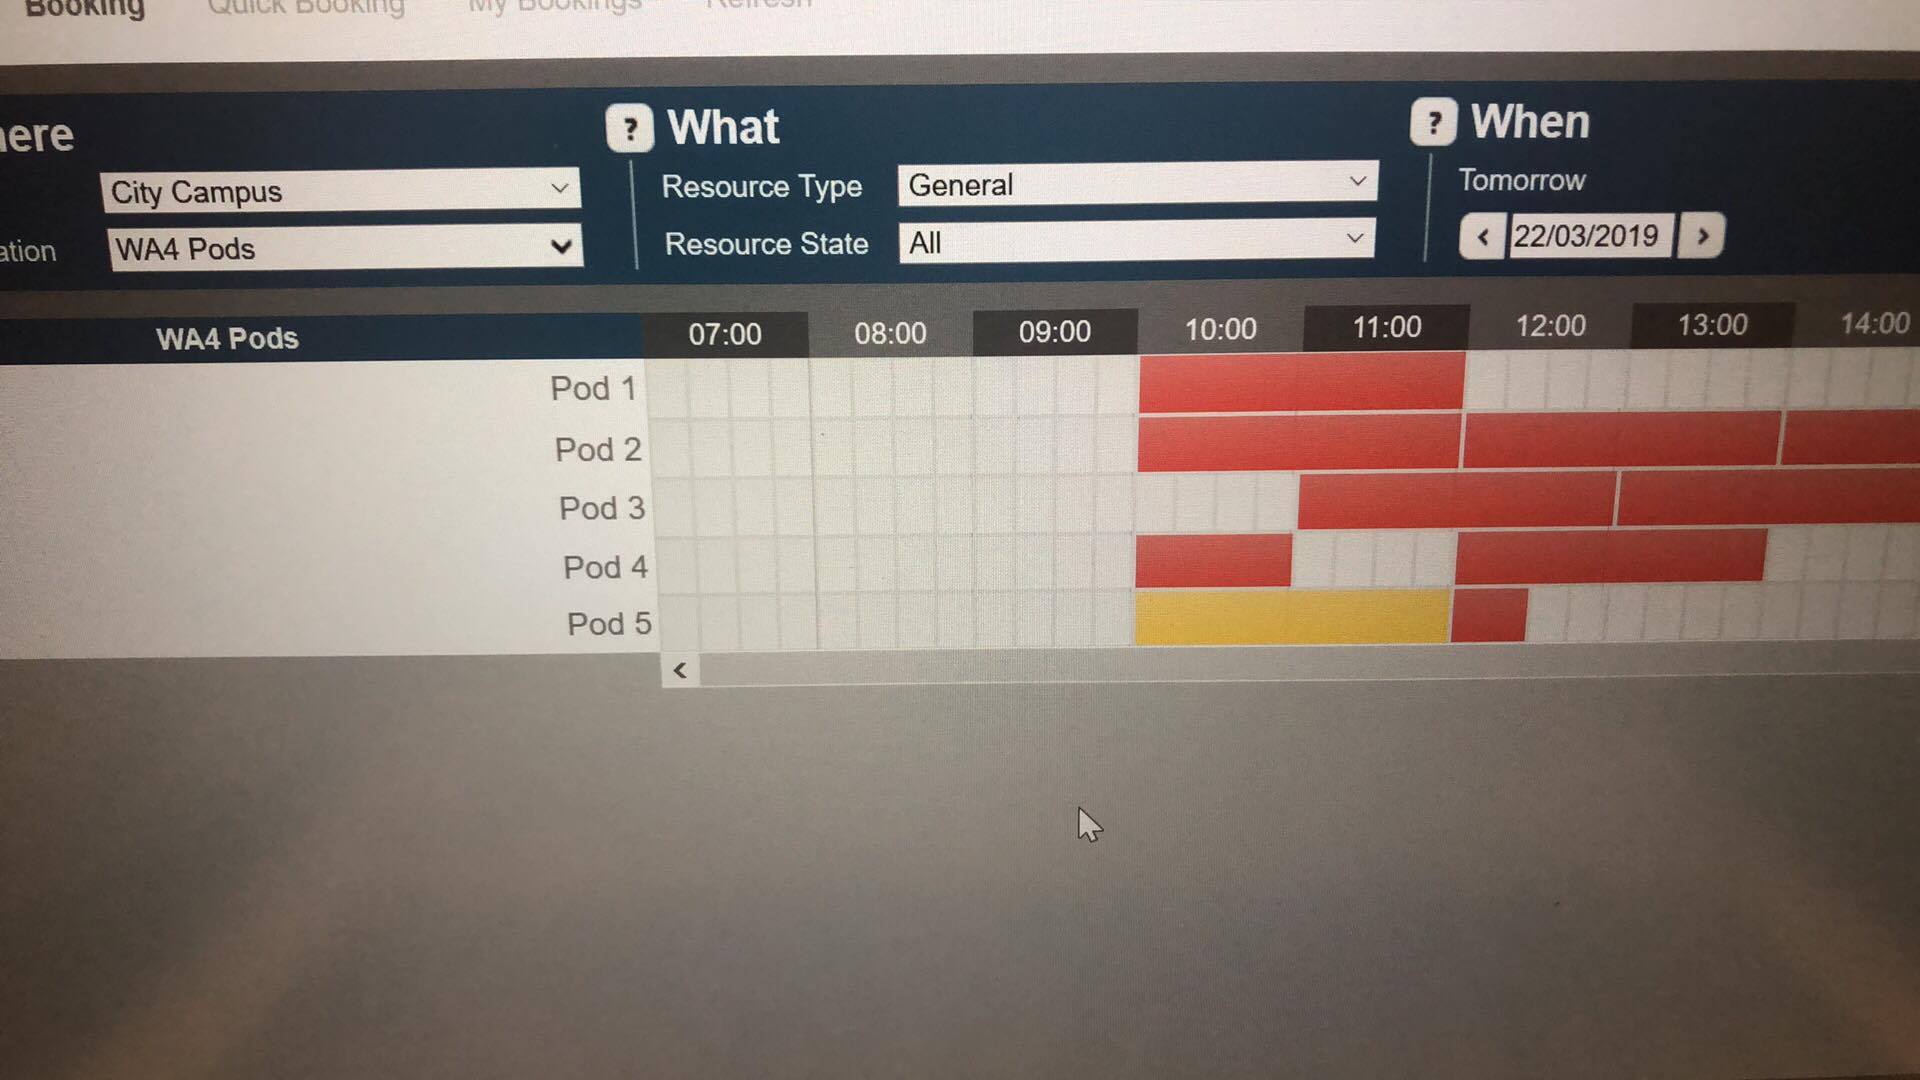 Booking Quick Booking My Bookings Refresh
here ? What ? When
City Campus Resource Type General Tomorrow
ation WA4 Pods Resource State All < 22/03/2019 >
WA4 Pods 07:00 08:00 09:00 10:00 11:00 12:00 13:00 14:00
Pod 1
Pod 2
Pod 3
Pod 4
Pod 5